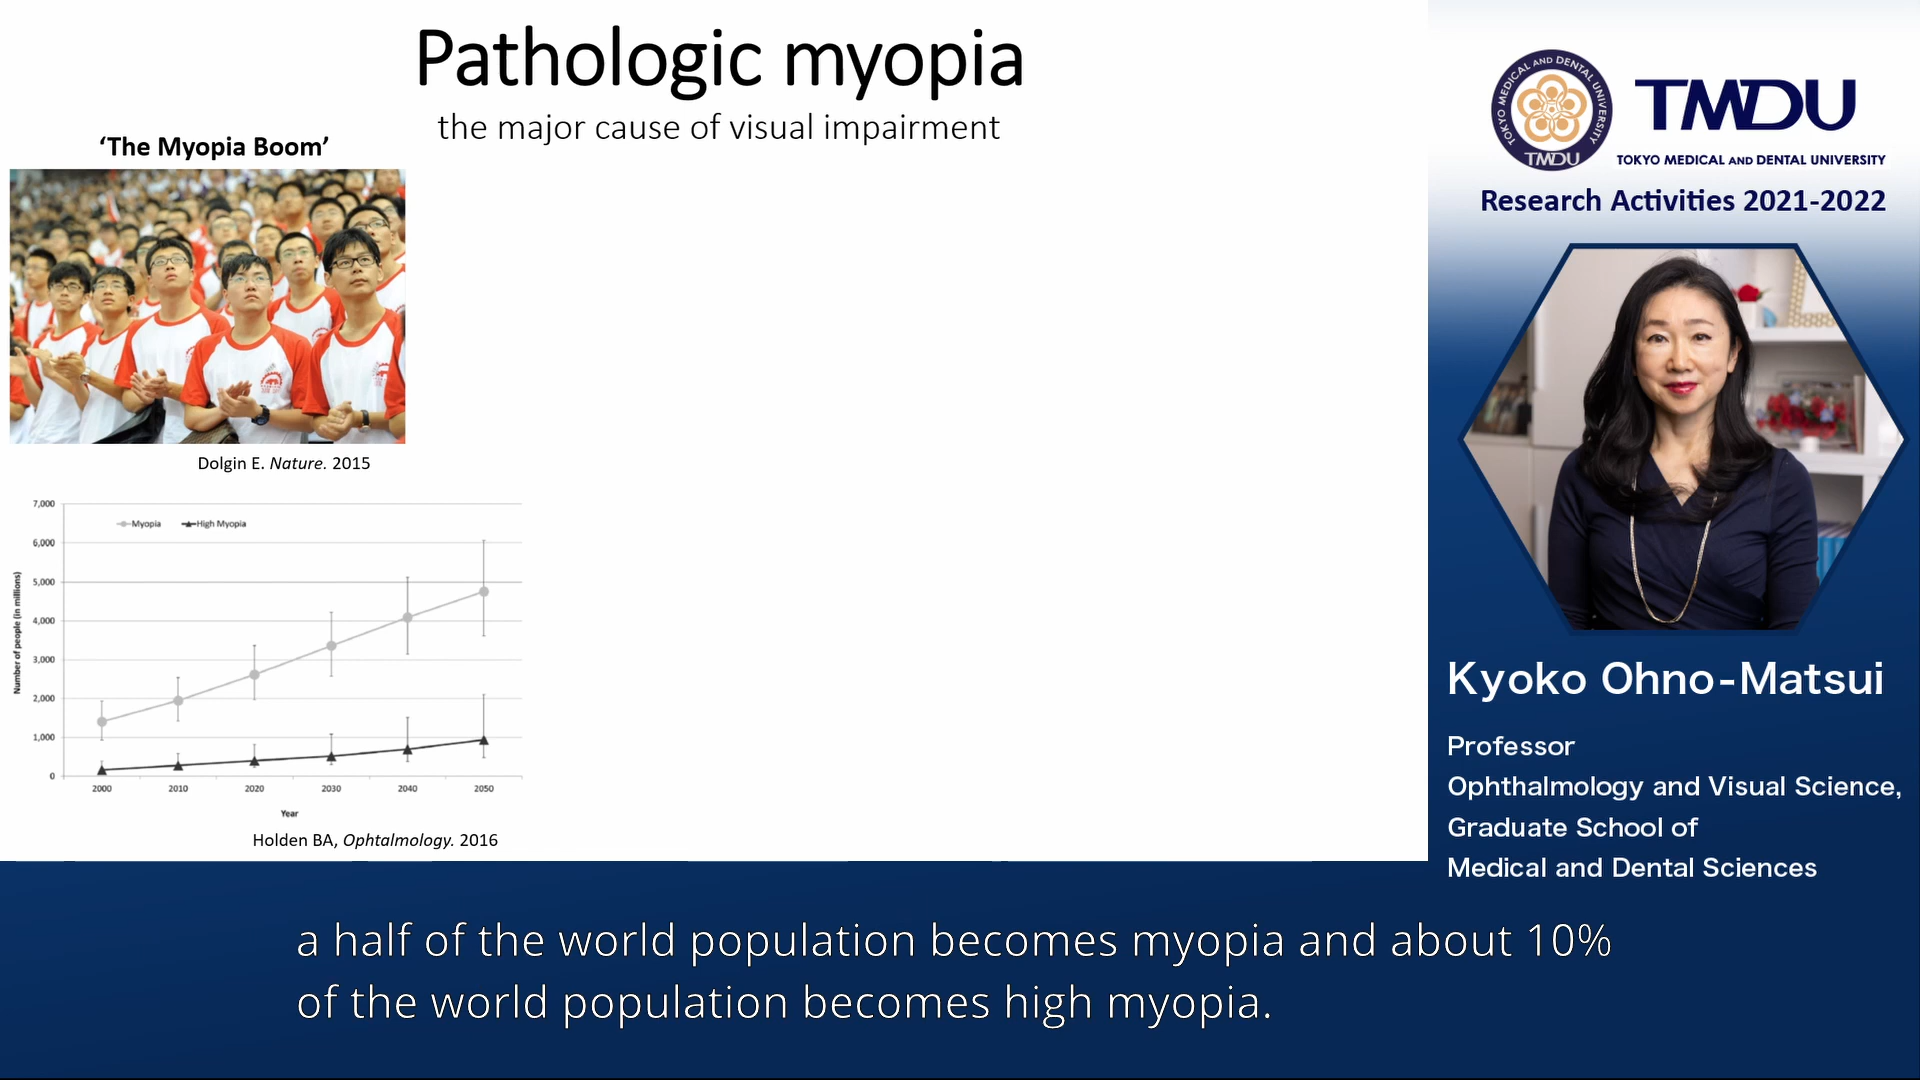 Pathologic myopia
the major cause of visual impairment
‘The Myopia Boom’
Dolgin E. Nature. 2015
7,000
6,000
5,000
4,000
3,000
2,000
1,000
0
Number of people (in millions)
Myopia
High Myopia
2000
2010
2020
2030
2040
2050
Year
Holden BA, Ophtalmology. 2016
TOKYO MEDICAL AND DENTAL UNIVERSITY
TMDU
TMDU
TOKYO MEDICAL AND DENTAL UNIVERSITY
Research Activities 2021-2022
Kyoko Ohno-Matsui
Professor
Ophthalmology and Visual Science,
Graduate School of
Medical and Dental Sciences
a half of the world population becomes myopia and about 10%
of the world population becomes high myopia.